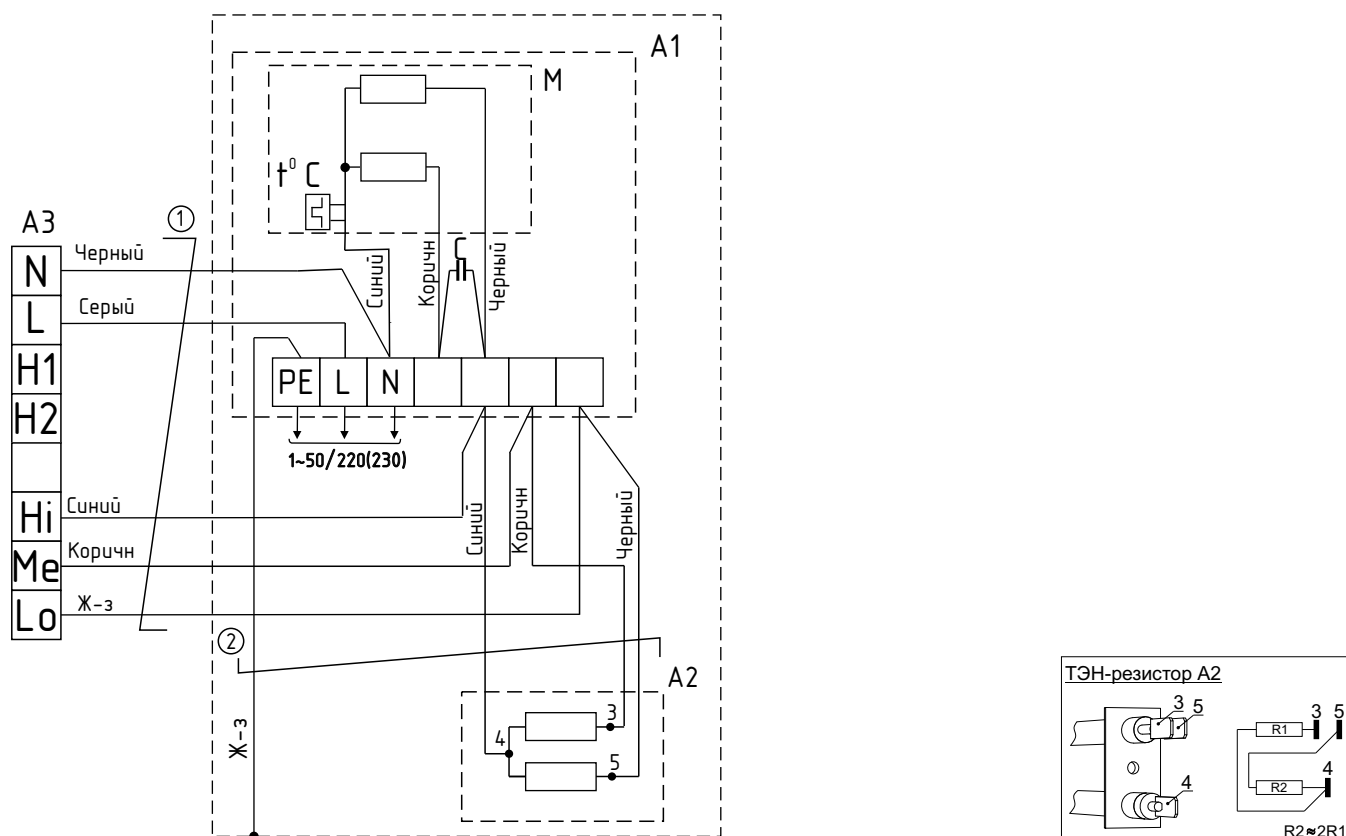 A1
M
t⁰ C
A3
1
N
Черный
L
Серый
H1
H2
Hi
Синий
Me
Коричн
Lo
Ж-з
Синий
Коричн
C
Черный
PE
L
N
1~50/220(230)
Синий
Коричн
Черный
2
Ж-з
A2
3
4
5
ТЭН-резистор А2
3
5
4
R1
3
5
R2
4
R2≈2R1